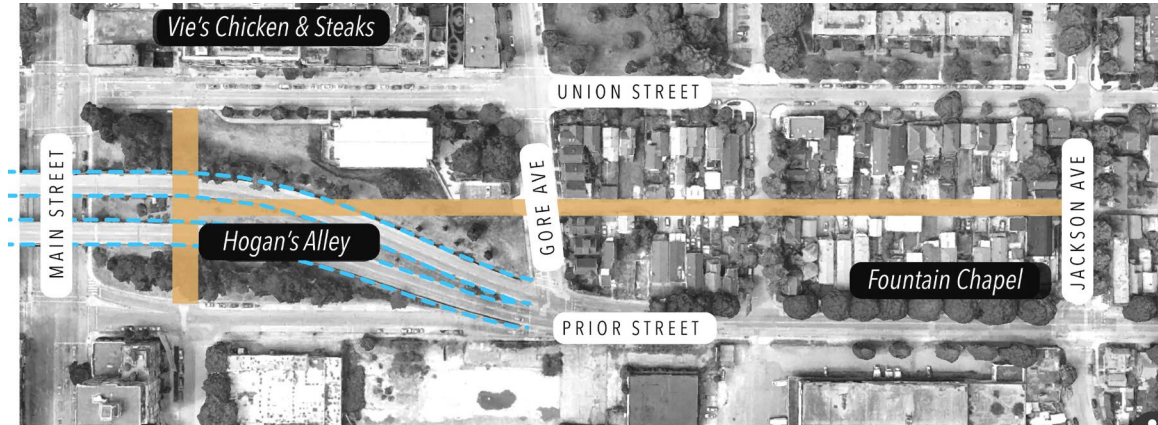 Vie's Chicken & Steaks
UNION STREET
MAIN STREET
GORE AVE
JACKSON AVE
Hogan's Alley
Fountain Chapel
PRIOR STREET